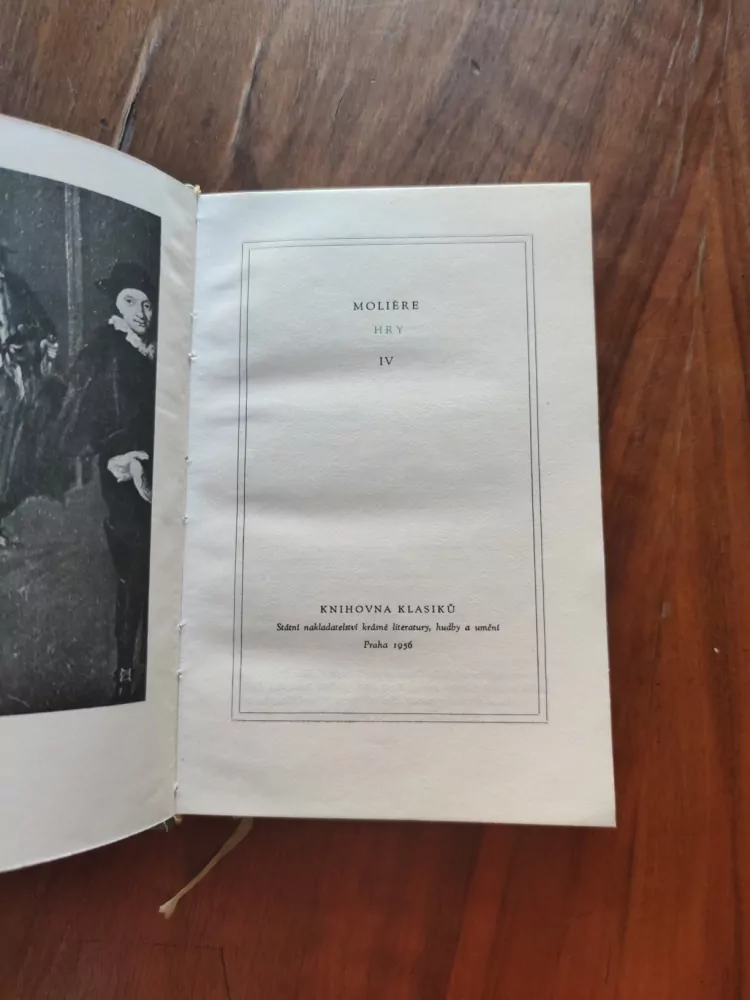 MOLIÈRE
HRY
IV
KNIHOVNA KLASIKŮ
Státní nakladatelství krásné literatury, hudby a umění
Praha 1956